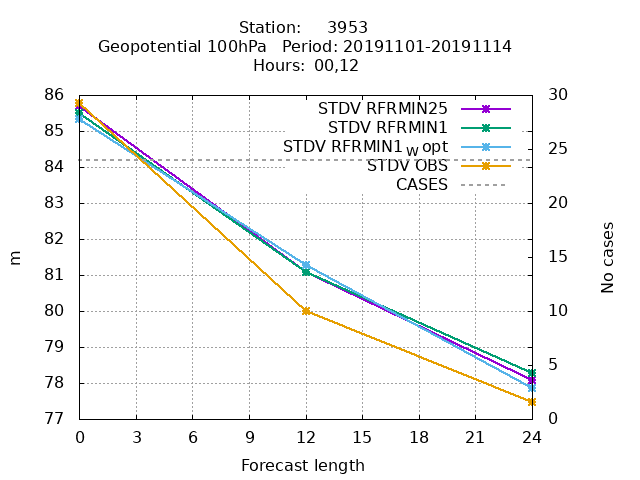 Station: 3953
Geopotential 100hPa Period: 20191101-20191114
Hours: 00,12
86
85
84
83
82
81
80
79
78
77
m
STDV RFRMIN25
STDV RFRMIN1
STDV RFRMIN1wopt
STDV OBS
CASES
30
25
20
15
10
5
0
No cases
0 3 6 9 12 15 18 21 24
Forecast length